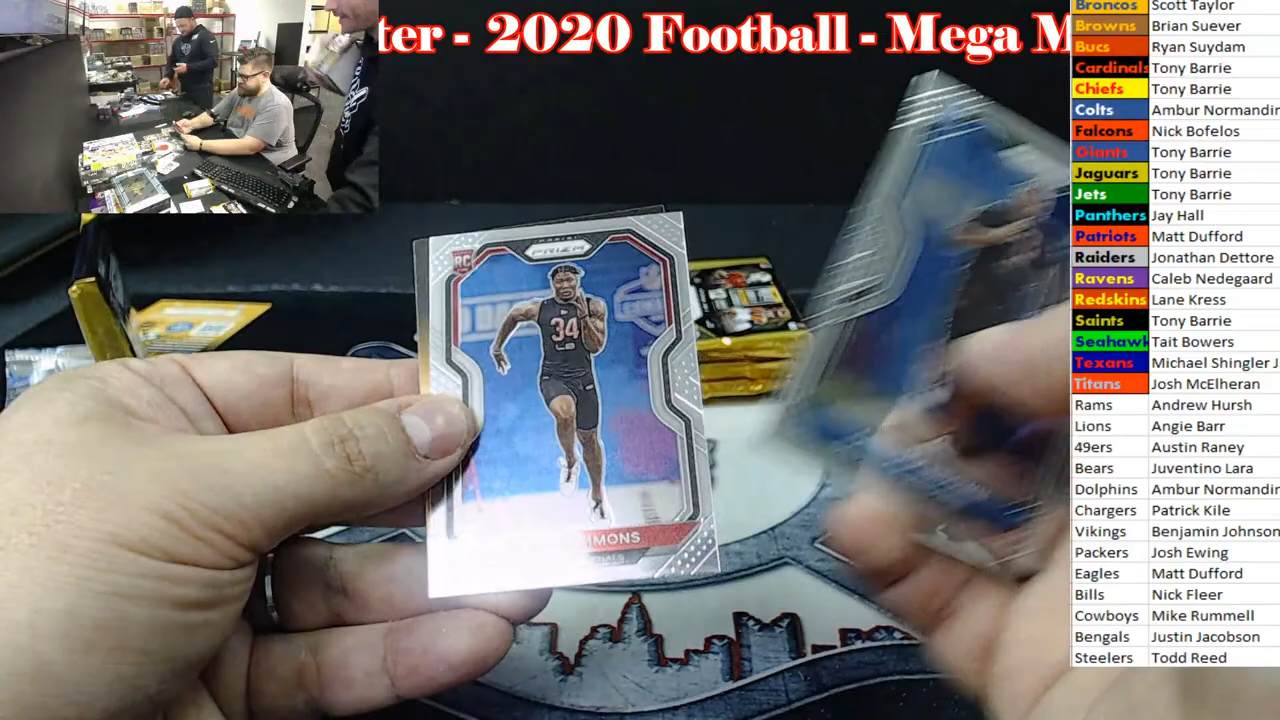 ter - 2020 Football - Mega M
Broncos Scott Taylor
Browns Brian Suever
Bucs Ryan Suydam
Cardinals Tony Barrie
Chiefs Tony Barrie
Colts Ambur Normandin
Falcons Nick Bofelos
Giants Tony Barrie
Jaguars Tony Barrie
Jets Tony Barrie
Panthers Jay Hall
Patriots Matt Dufford
Raiders Jonathan Dettore
Ravens Caleb Nedegaard
Redskins Lane Kress
Saints Tony Barrie
Seahawk Tait Bowers
Texans Michael Shingler J
Titans Josh McElheran
Rams Andrew Hursh
Lions Angie Barr
49ers Austin Raney
Bears Juventino Lara
Dolphins Ambur Normandin
Chargers Patrick Kile
Vikings Benjamin Johnson
Packers Josh Ewing
Eagles Matt Dufford
Bills Nick Fleer
Cowboys Mike Rummell
Bengals Justin Jacobson
Steelers Todd Reed
PANINI
PRIZM
RC
34
MMONS
NALS